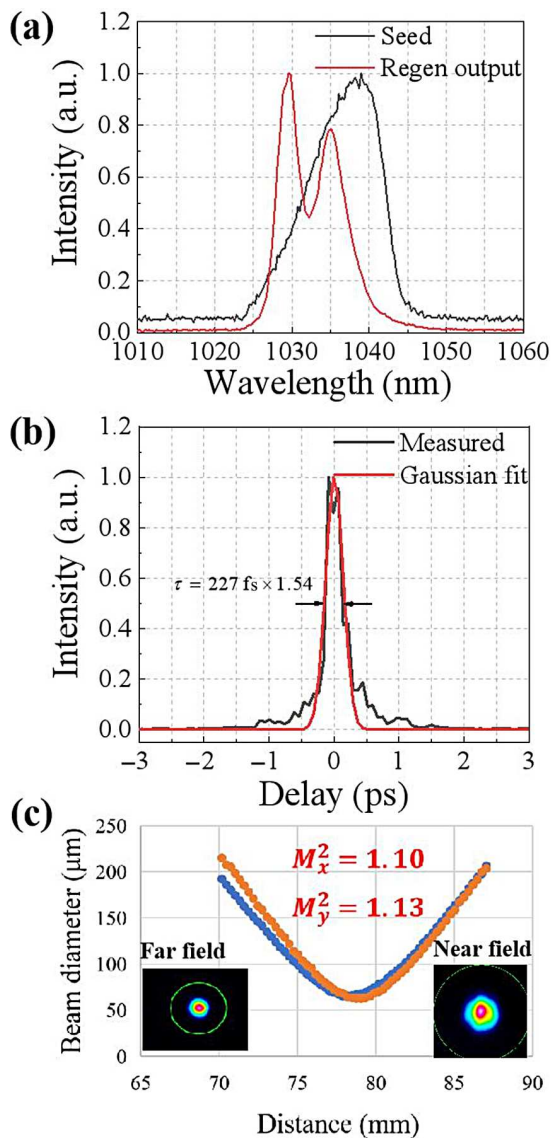 (a)
Seed
Regen output
1.2
1.0
0.8
0.6
0.4
0.2
0.0
Intensity (a.u.)
1010 1020 1030 1040 1050 1060
Wavelength (nm)
(b)
Measured
Gaussian fit
1.2
1.0
0.8
0.6
0.4
0.2
0.0
τ = 227 fs × 1.54
Intensity (a.u.)
−3 −2 −1 0 1 2 3
Delay (ps)
(c)
250
200
150
100
50
0
Beam diameter (μm)
M²ₓ = 1.10
M²ᵧ = 1.13
Far field
Near field
65 70 75 80 85 90
Distance (mm)